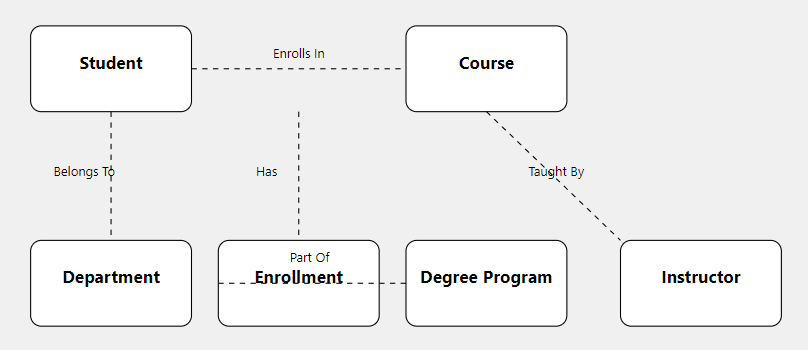 Student
Enrolls In
Course
Belongs To
Has
Taught By
Department
Part Of
Enrollment
Degree Program
Instructor